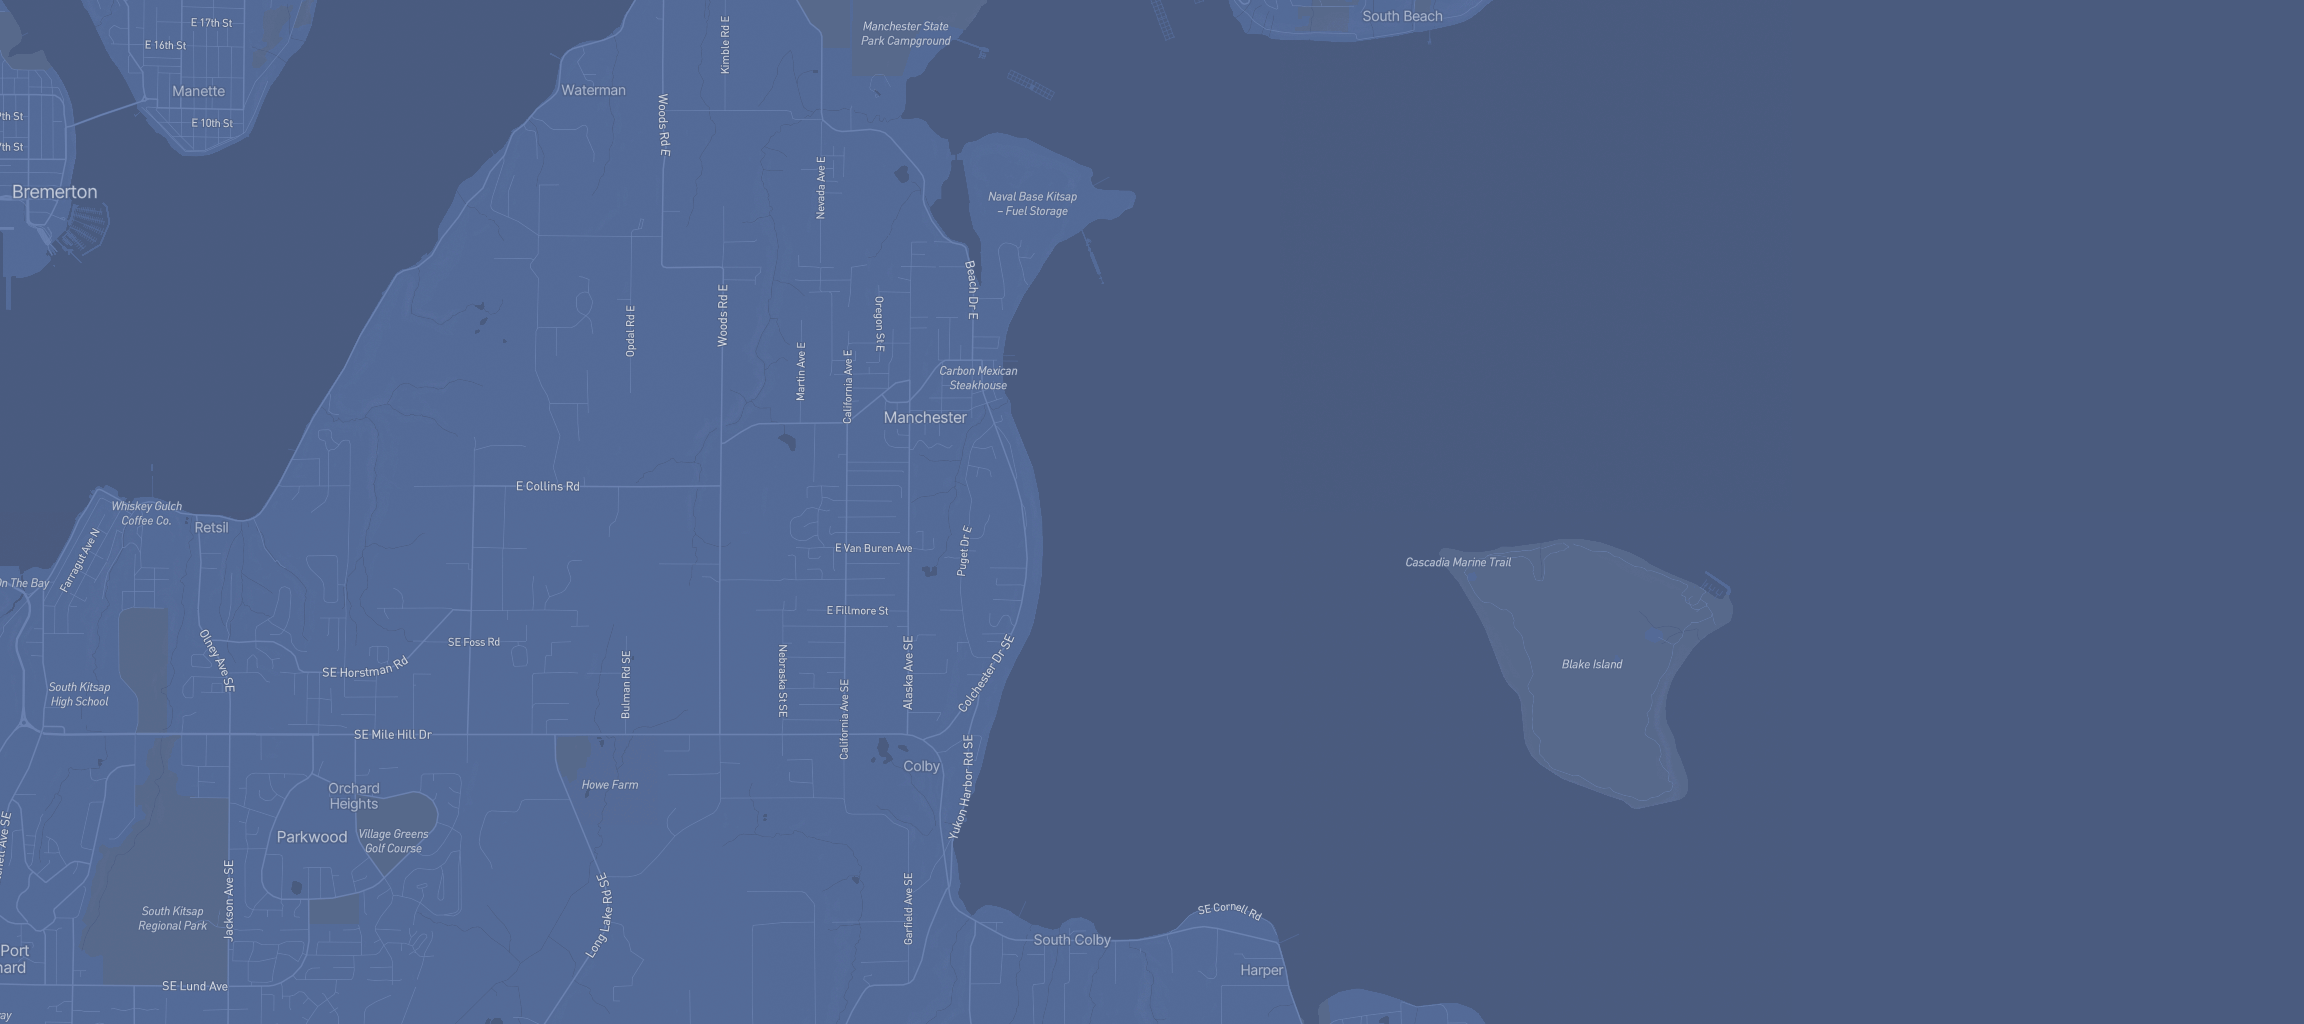 South Beach
E 17th St
Manchester State
Park Campground
Kimble Rd E
E 16th St
Manette
Waterman
E 10th St
Woods Rd E
7th St
Bremerton
Nevada Ave E
Naval Base Kitsap
– Fuel Storage
Beach Dr E
Woods Rd E
Opdal Rd E
Oregon St E
Martin Ave E
California Ave E
Carbon Mexican
Steakhouse
Manchester
E Collins Rd
Whiskey Gulch
Coffee Co.
Retsil
Farragut Ave N
E Van Buren Ave
Puget Dr E
Cascadia Marine Trail
On The Bay
E Fillmore St
SE Foss Rd
Olney Ave SE
SE Horstman Rd
Blake Island
South Kitsap
High School
Bulman Rd SE
Nebraska St SE
California Ave SE
Alaska Ave SE
Colchester Dr SE
SE Mile Hill Dr
Colby
Yukon Harbor Rd SE
Howe Farm
Orchard
Heights
Parkwood
Village Greens
Golf Course
South Kitsap
Regional Park
Jackson Ave SE
Long Lake Rd SE
Garfield Ave SE
SE Cornell Rd
South Colby
Harper
Port
SE Lund Ave